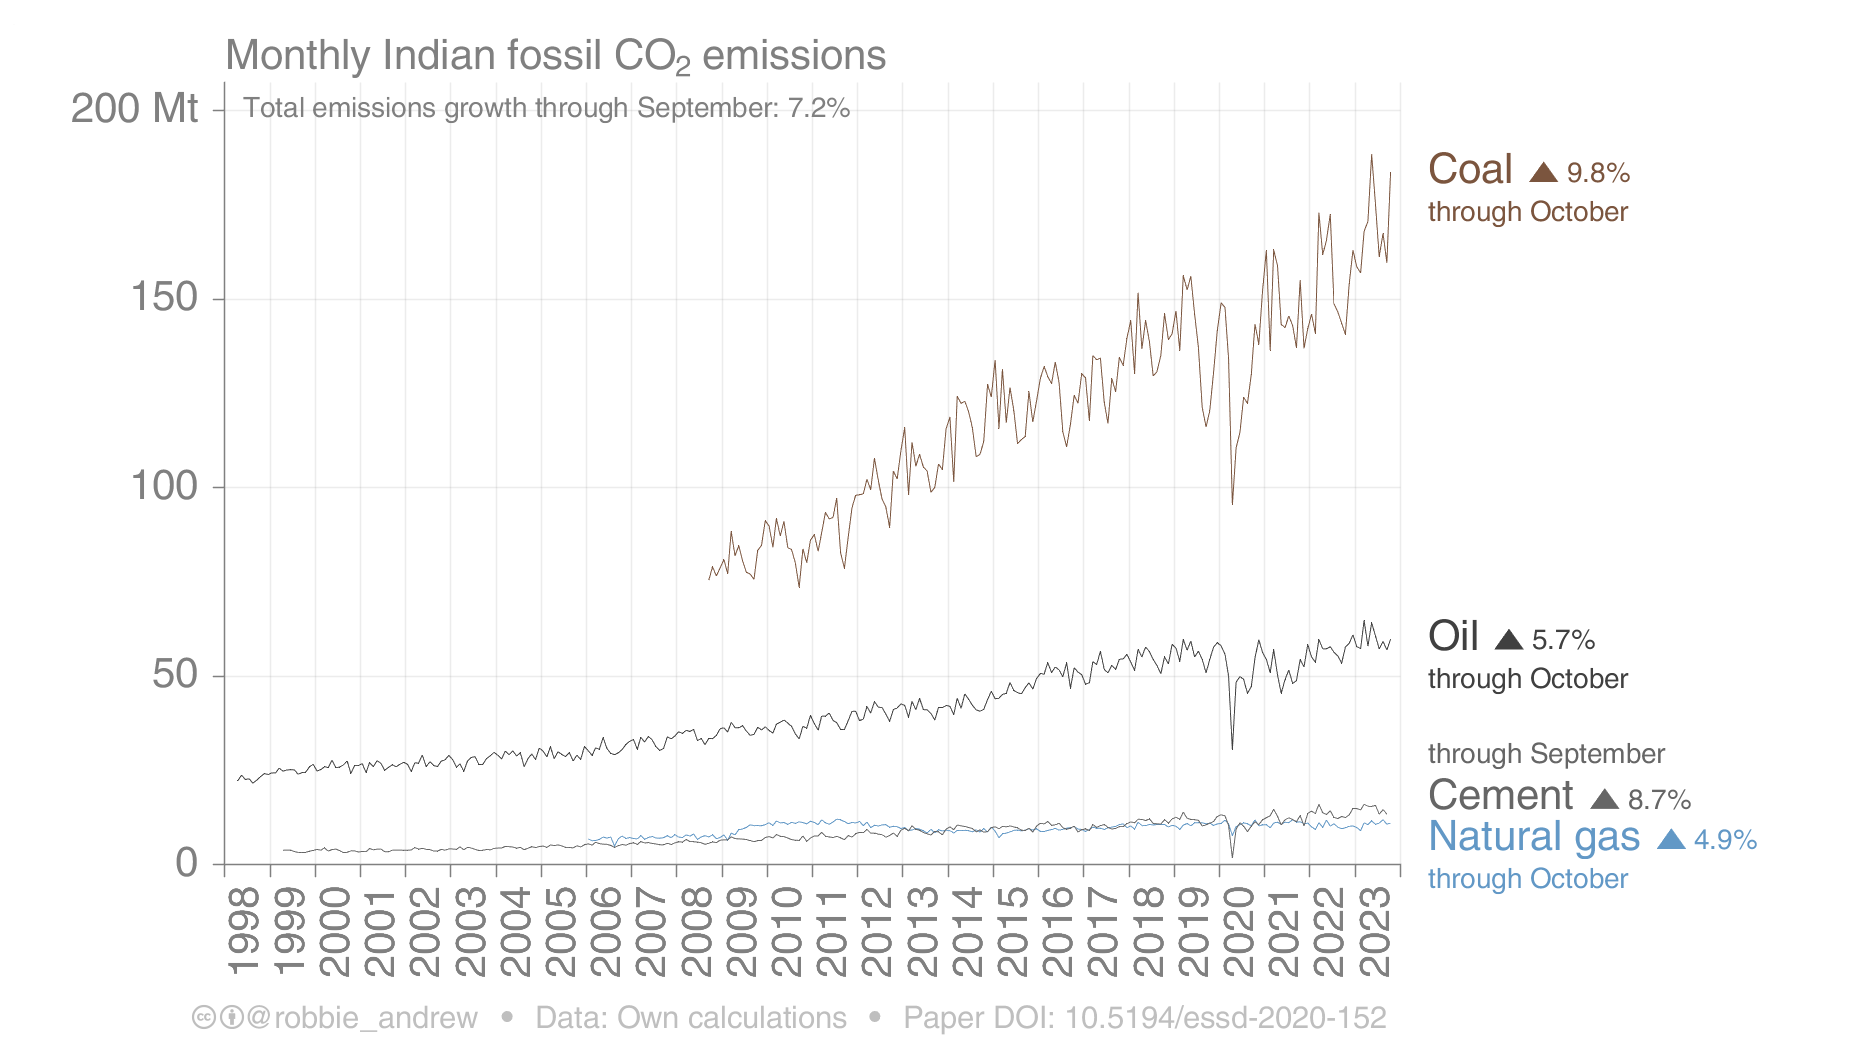 Monthly Indian fossil CO₂ emissions
200 Mt
Total emissions growth through September: 7.2%
150
100
50
0
Coal ▲ 9.8%
through October
Oil ▲ 5.7%
through October
through September
Cement ▲ 8.7%
Natural gas ▲ 4.9%
through October
1998 1999 2000 2001 2002 2003 2004 2005 2006 2007 2008 2009 2010 2011 2012 2013 2014 2015 2016 2017 2018 2019 2020 2021 2022 2023
cc @robbie_andrew • Data: Own calculations • Paper DOI: 10.5194/essd-2020-152